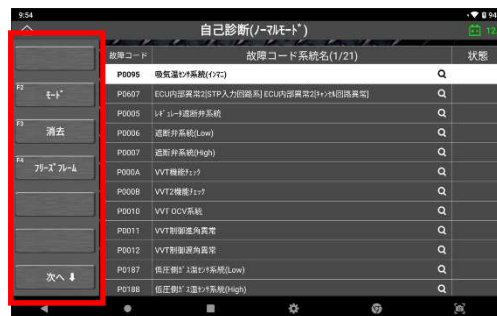 9:54
94
自己診断(ノーマルモード)
12.
故障コード 故障コード系統名(1/21) 状態
P0095 吸気温センサ系統(インマニ)
F2 モード P0607 ECU内部異常2[STP入力回路系] ECU内部異常2[キャンセル回路異常]
P0005 レギュレータ遮断弁系統
F3 消去 P0006 遮断弁系統(Low)
P0007 遮断弁系統(High)
F4 フリーズフレーム P000A VVT機能チェック
P000B VVT2機能チェック
P0010 VVT OCV系統
P0011 VVT制御進角異常
P0012 VVT制御遅角異常
次へ ⬇ P0187 低圧側ガス温センサ系統(Low)
P0188 低圧側ガス温センサ系統(High)